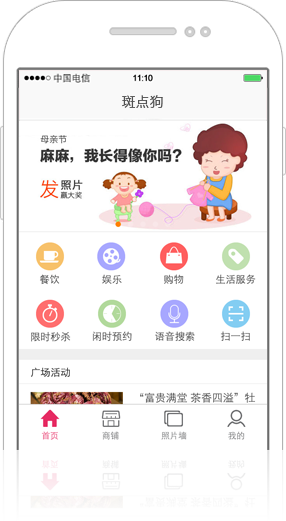 中国电信 11:10
斑点狗
母亲节
麻麻，我长得像你吗？
发 照片
赢大奖
餐饮 娱乐 购物 生活服务
限时秒杀 闲时预约 语音搜索 扫一扫
广场活动
“富贵满堂 茶香四溢”牡
首页 商铺 照片墙 我的